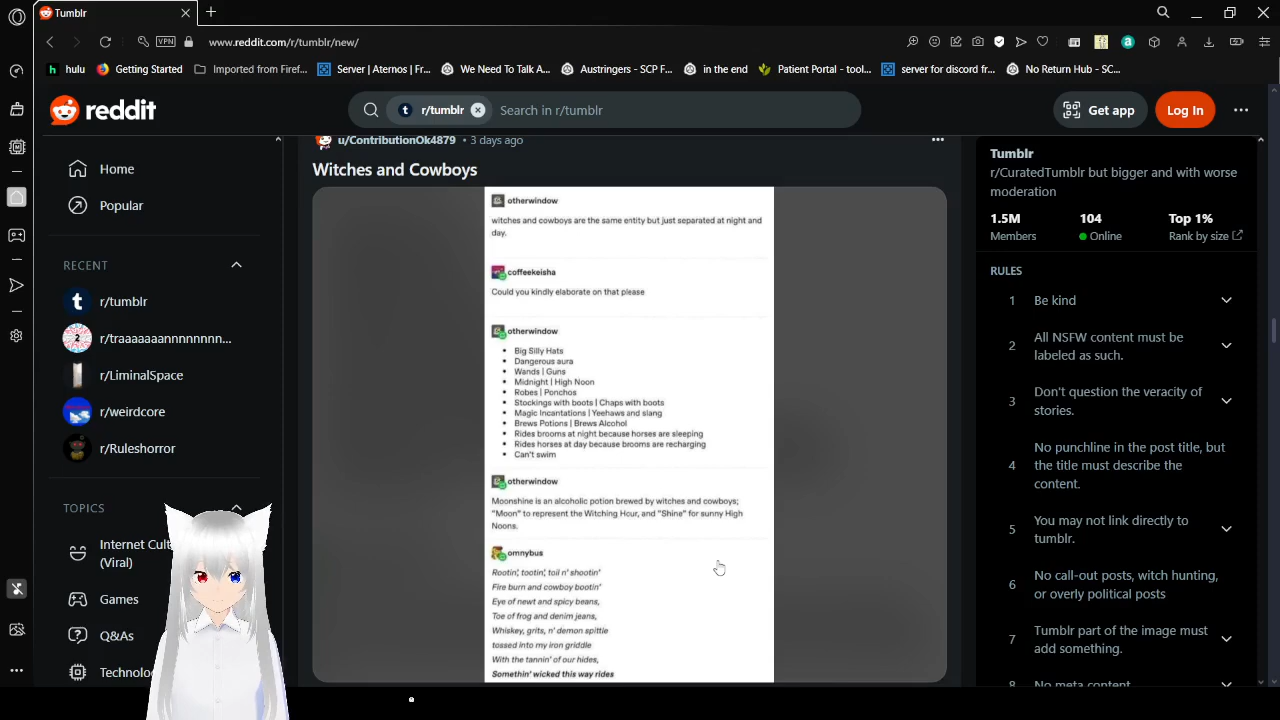 Tumblr
www.reddit.com/r/tumblr/new/
VPN
hulu
Getting Started
Imported from Firef...
Server | Aternos | Fr...
We Need To Talk A...
Austringers - SCP F...
in the end
Patient Portal - tool...
server for discord fr...
No Return Hub - SC...
reddit
r/tumblr
Search in r/tumblr
Get app
Log In
Home
Popular
RECENT
r/tumblr
r/traaaaaaannnnnnnnn...
r/LiminalSpace
r/weirdcore
r/Ruleshorror
TOPICS
Internet Cult
(Viral)
Games
Q&As
Technolo
u/ContributionOk4879 • 3 days ago
Witches and Cowboys
otherwindow
witches and cowboys are the same entity but just separated at night and
day.
coffeekeisha
Could you kindly elaborate on that please
otherwindow
• Big Silly Hats
• Dangerous aura
• Wands | Guns
• Midnight | High Noon
• Robes | Ponchos
• Stockings with boots | Chaps with boots
• Magic Incantations | Yeehaws and slang
• Brews Potions | Brews Alcohol
• Rides brooms at night because horses are sleeping
• Rides horses at day because brooms are recharging
• Can't swim
otherwindow
Moonshine is an alcoholic potion brewed by witches and cowboys;
"Moon" to represent the Witching Hour, and "Shine" for sunny High
Noons.
omnybus
Rootin', tootin', toil n' shootin'
Fire burn and cowboy bootin'
Eye of newt and spicy beans,
Toe of frog and denim jeans,
Whiskey, grits, n' demon spittle
tossed into my iron griddle
With the tannin' of our hides,
Somethin' wicked this way rides
Tumblr
r/CuratedTumblr but bigger and with worse
moderation
1.5M
Members
104
Online
Top 1%
Rank by size
RULES
1 Be kind
2 All NSFW content must be
labeled as such.
3 Don't question the veracity of
stories.
4 No punchline in the post title, but
the title must describe the
content.
5 You may not link directly to
tumblr.
6 No call-out posts, witch hunting,
or overly political posts
7 Tumblr part of the image must
add something.
8 No meta content